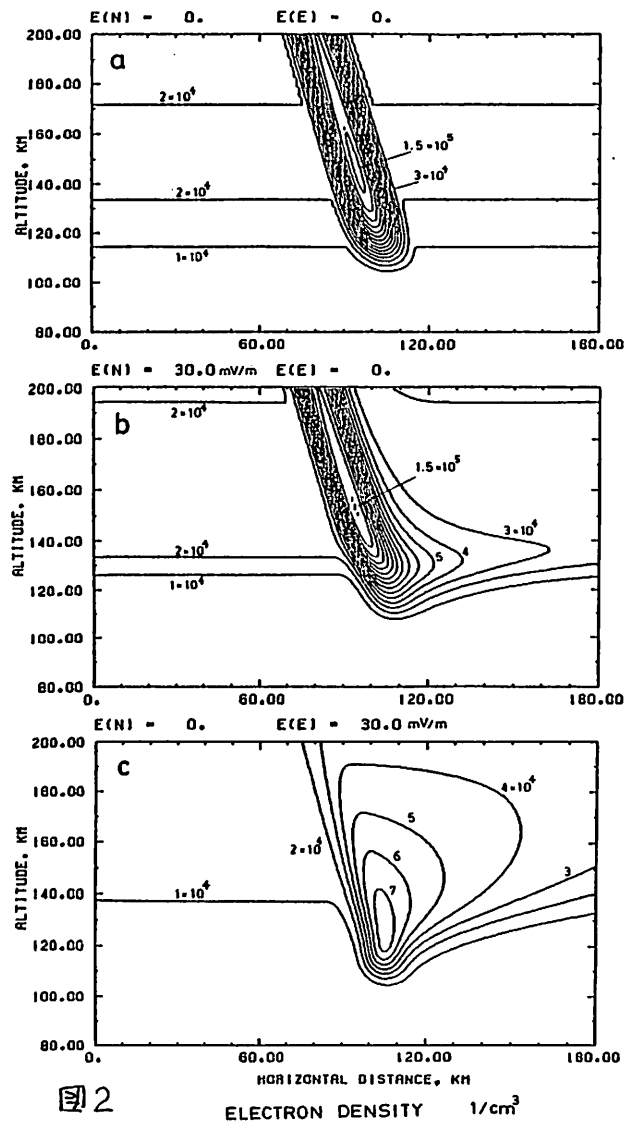 E(N) = 0. E(E) = 0.
a
200.00
180.00
160.00
140.00
120.00
100.00
80.00
ALTITUDE, KM
2×10⁴
2×10⁴
1×10⁴
1.5×10⁵
3×10⁴
0. 60.00 120.00 180.00
E(N) = 30.0 mV/m E(E) = 0.
b
200.00
180.00
160.00
140.00
120.00
100.00
80.00
ALTITUDE, KM
2×10⁴
1.5×10⁵
3×10⁴
2×10⁴
1×10⁴
5
4
0. 60.00 120.00 180.00
E(N) = 0. E(E) = 30.0 mV/m
c
200.00
180.00
160.00
140.00
120.00
100.00
80.00
ALTITUDE, KM
4×10⁴
5
6
7
3
2×10⁴
1×10⁴
0. 60.00 120.00 180.00
HORIZONTAL DISTANCE, KM
図2 ELECTRON DENSITY 1/cm³